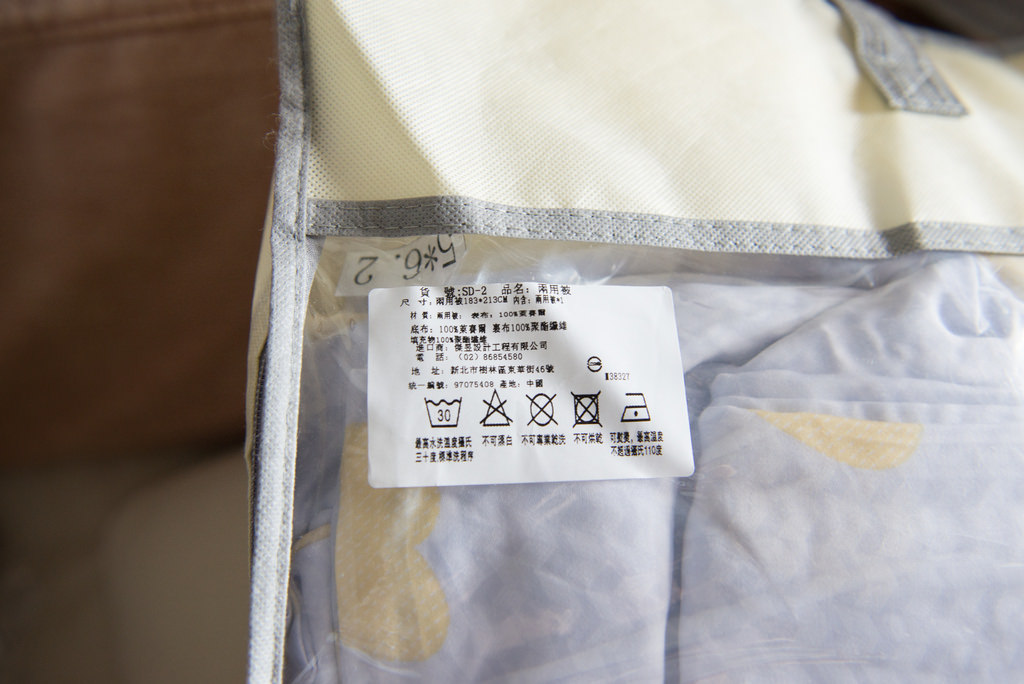 5*6.2
貨 號:SD-2 品名: 兩用被
尺 寸:兩用被183*213CM 內含:兩用被*1
材 質:兩用被: 表布: 100%萊賽爾
底布: 100%萊賽爾 裏布100%聚酯纖維
填充物100%聚酯纖維
進口商: 傑昱設計工程有限公司
電 話: (02) 86854580
地 址: 新北市樹林區東華街46號
M38327
統一編號: 97075408 產地: 中國
30
最高水洗溫度攝氏
三十度,標準洗程序
不可漂白
不可專業乾洗
不可烘乾
可熨燙,最高溫度
不超過攝氏110度